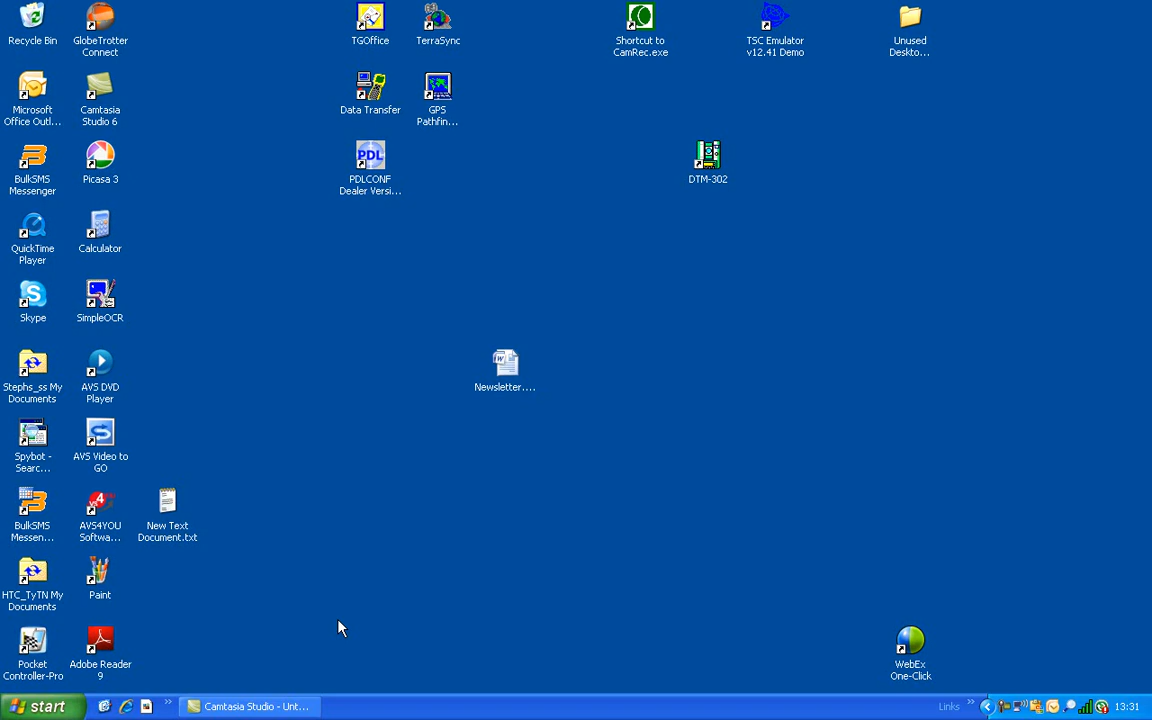 Recycle Bin
GlobeTrotter
Connect
TGOffice
TerraSync
Shortcut to
CamRec.exe
TSC Emulator
v12.41 Demo
Unused
Deskto...
Microsoft
Office Outl...
Camtasia
Studio 6
Data Transfer
GPS
Pathfin...
BulkSMS
Messenger
Picasa 3
PDL
PDLCONF
Dealer Versi...
DTM-302
QuickTime
Player
Calculator
Skype
SimpleOCR
Stephs_ss My
Documents
AVS DVD
Player
Newsletter....
Spybot -
Searc...
AVS Video to
GO
BulkSMS
Messen...
AVS4YOU
Softwa...
New Text
Document.txt
HTC_TyTN My
Documents
Paint
Pocket
Controller-Pro
Adobe Reader
9
WebEx
One-Click
start
Camtasia Studio - Unt...
Links
13:31